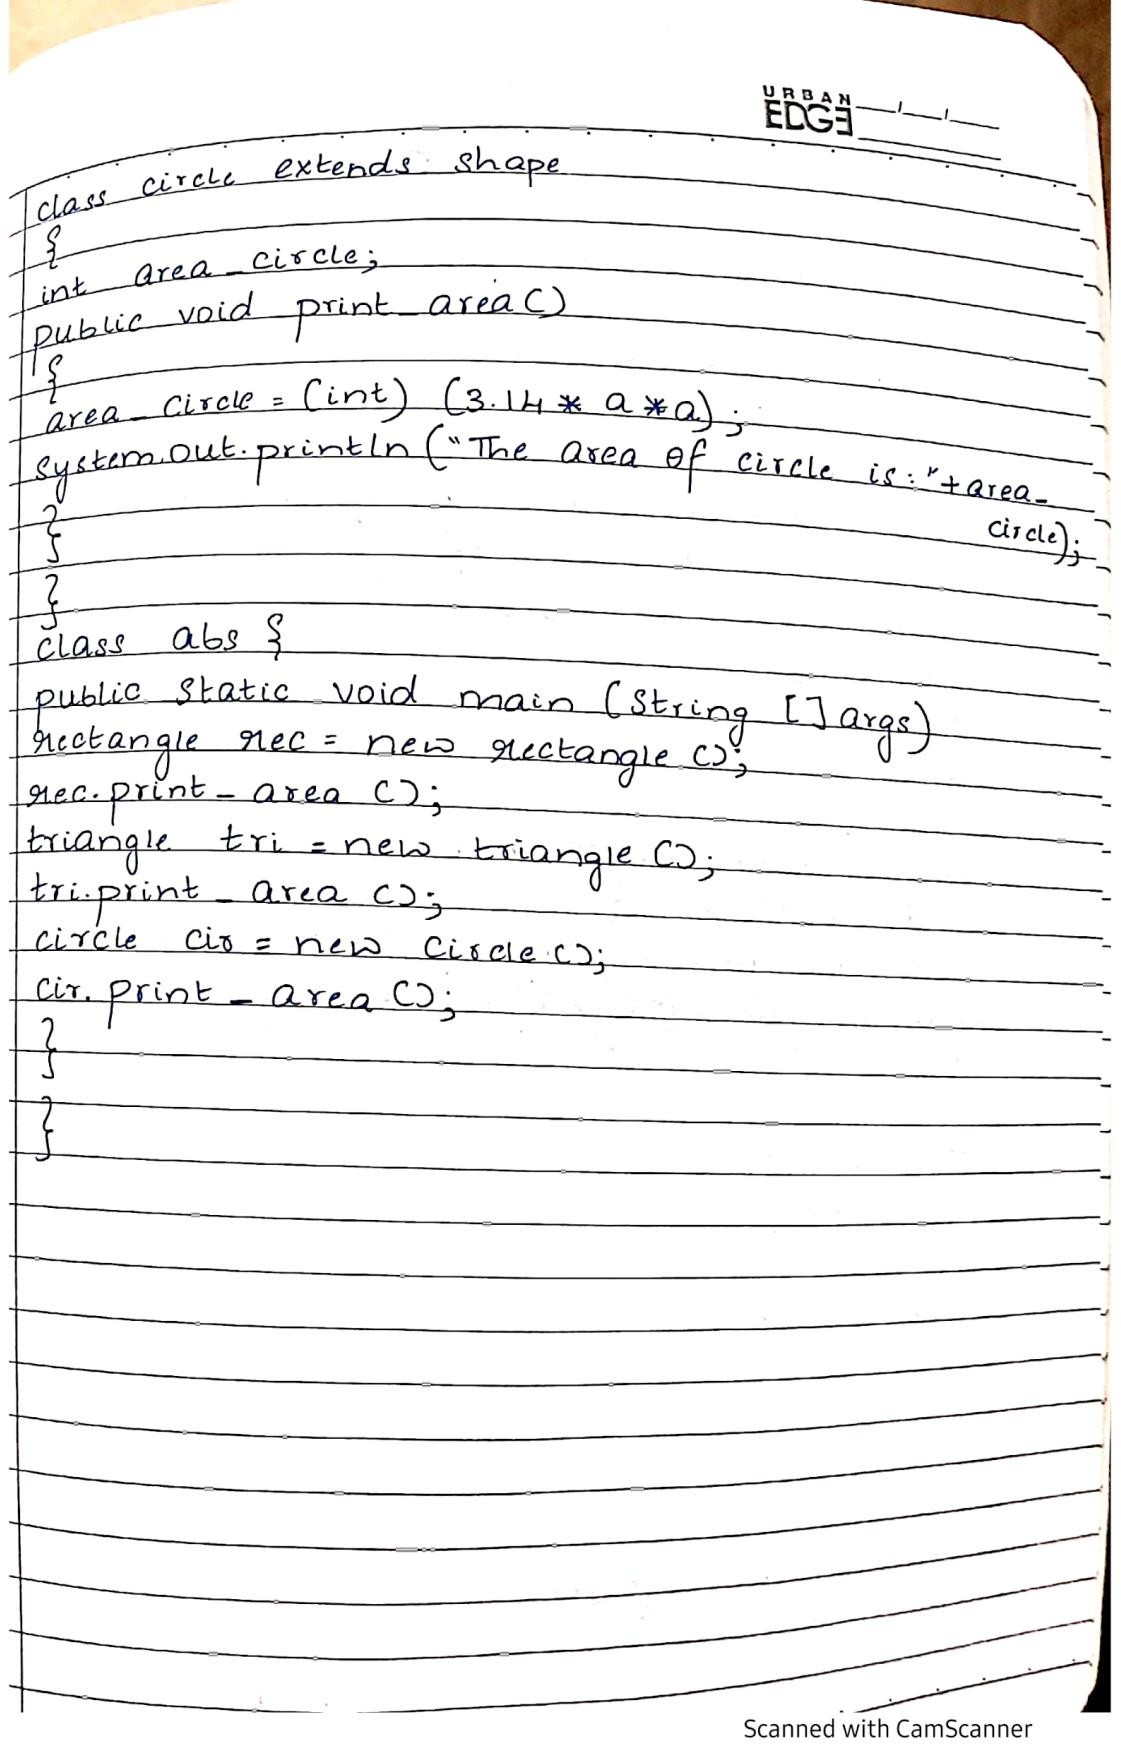 URBAN
EDGE
class circle extends shape
{
int area_circle;
public void print_area()
{
area_circle = (int) (3.14 * a * a);
system.out.println ("The area of circle is:"+area_
circle);
}
}
class abs {
public static void main (String [] args)
rectangle rec = new rectangle ();
rec.print_area ();
triangle tri = new triangle ();
tri.print_area ();
circle cir = new circle ();
cir.print_area ();
}
}
Scanned with CamScanner